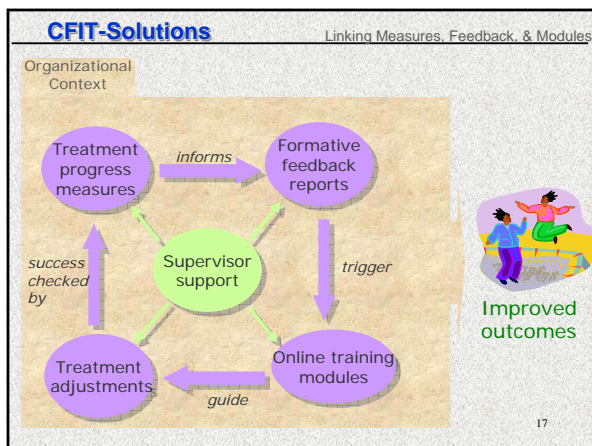 CFIT-Solutions
Linking Measures, Feedback, & Modules
Organizational
Context
Treatment
progress
measures
informs
Formative
feedback
reports
success
checked
by
Supervisor
support
trigger
Improved
outcomes
Treatment
adjustments
guide
Online training
modules
17